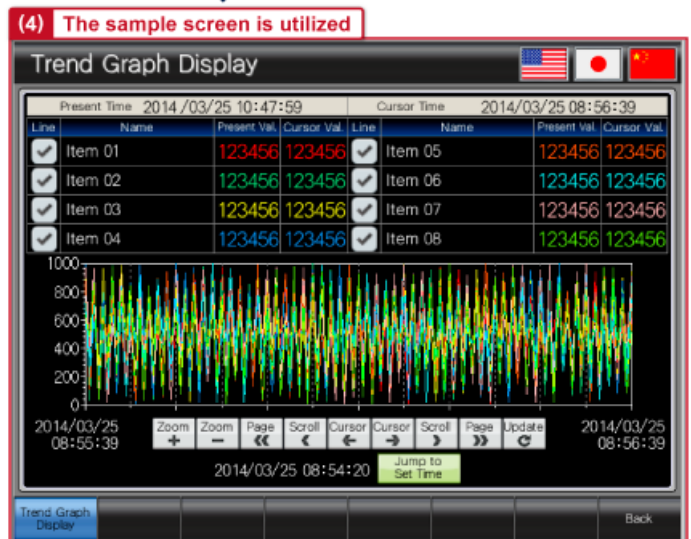 (4) The sample screen is utilized
Trend Graph Display
Present Time 2014/03/25 10:47:59 Cursor Time 2014/03/25 08:56:39
Line Name Present Val. Cursor Val. Line Name Present Val. Cursor Val.
Item 01 123456 123456 Item 05 123456 123456
Item 02 123456 123456 Item 06 123456 123456
Item 03 123456 123456 Item 07 123456 123456
Item 04 123456 123456 Item 08 123456 123456
1000
800
600
400
200
0
2014/03/25 08:55:39
Zoom + Zoom - Page « Scroll ‹ Cursor ← Cursor → Scroll › Page » Update
2014/03/25 08:56:39
2014/03/25 08:54:20 Jump to Set Time
Trend Graph Display Back